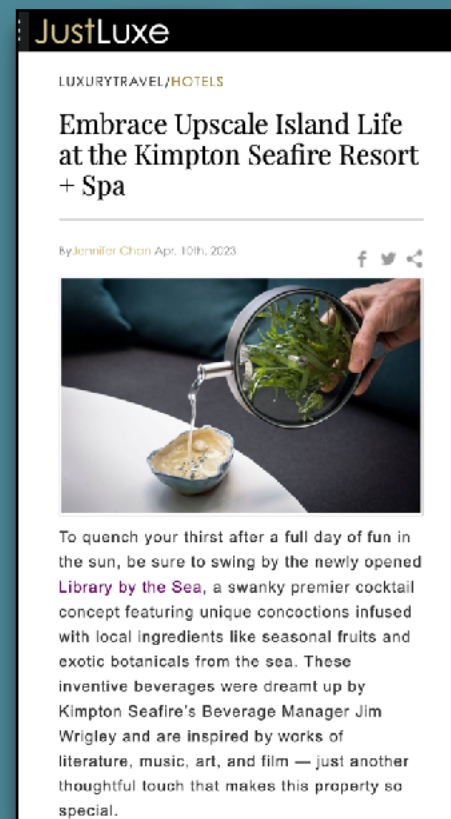 JustLuxe
LUXURYTRAVEL/HOTELS
Embrace Upscale Island Life
at the Kimpton Seafire Resort
+ Spa
By Jennifer Chan Apr. 10th, 2023
To quench your thirst after a full day of fun in
the sun, be sure to swing by the newly opened
Library by the Sea, a swanky premier cocktail
concept featuring unique concoctions infused
with local ingredients like seasonal fruits and
exotic botanicals from the sea. These
inventive beverages were dreamt up by
Kimpton Seafire's Beverage Manager Jim
Wrigley and are inspired by works of
literature, music, art, and film — just another
thoughtful touch that makes this property so
special.